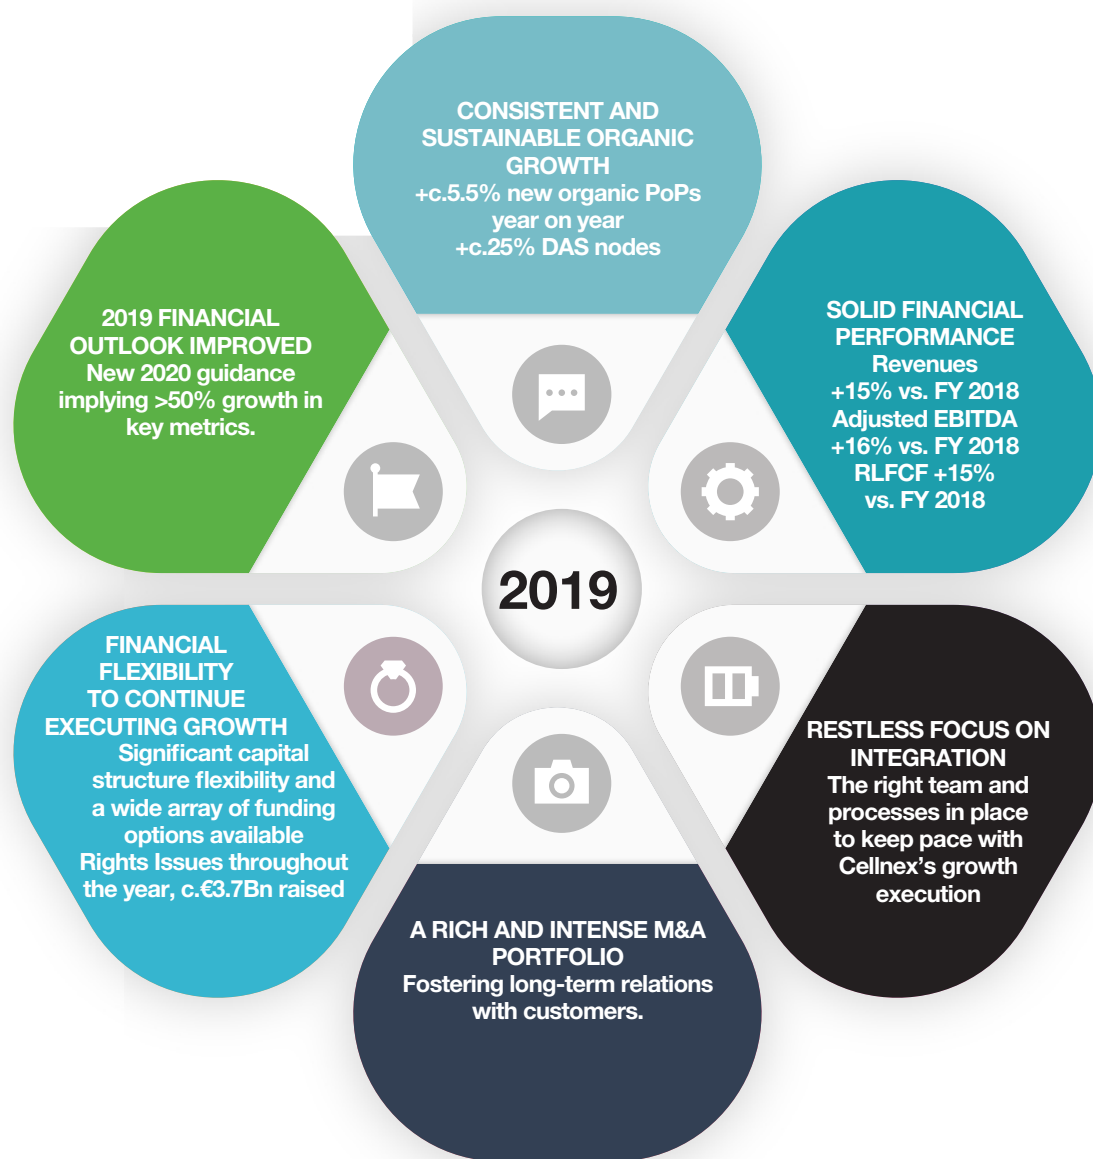 CONSISTENT AND
SUSTAINABLE ORGANIC
GROWTH
+c.5.5% new organic PoPs
year on year
+c.25% DAS nodes
SOLID FINANCIAL
PERFORMANCE
Revenues
+15% vs. FY 2018
Adjusted EBITDA
+16% vs. FY 2018
RLFCF +15%
vs. FY 2018
RESTLESS FOCUS ON
INTEGRATION
The right team and
processes in place
to keep pace with
Cellnex's growth
execution
A RICH AND INTENSE M&A
PORTFOLIO
Fostering long-term relations
with customers.
FINANCIAL
FLEXIBILITY
TO CONTINUE
EXECUTING GROWTH
Significant capital
structure flexibility and
a wide array of funding
options available
Rights Issues throughout
the year, c.€3.7Bn raised
2019 FINANCIAL
OUTLOOK IMPROVED
New 2020 guidance
implying >50% growth in
key metrics.
2019